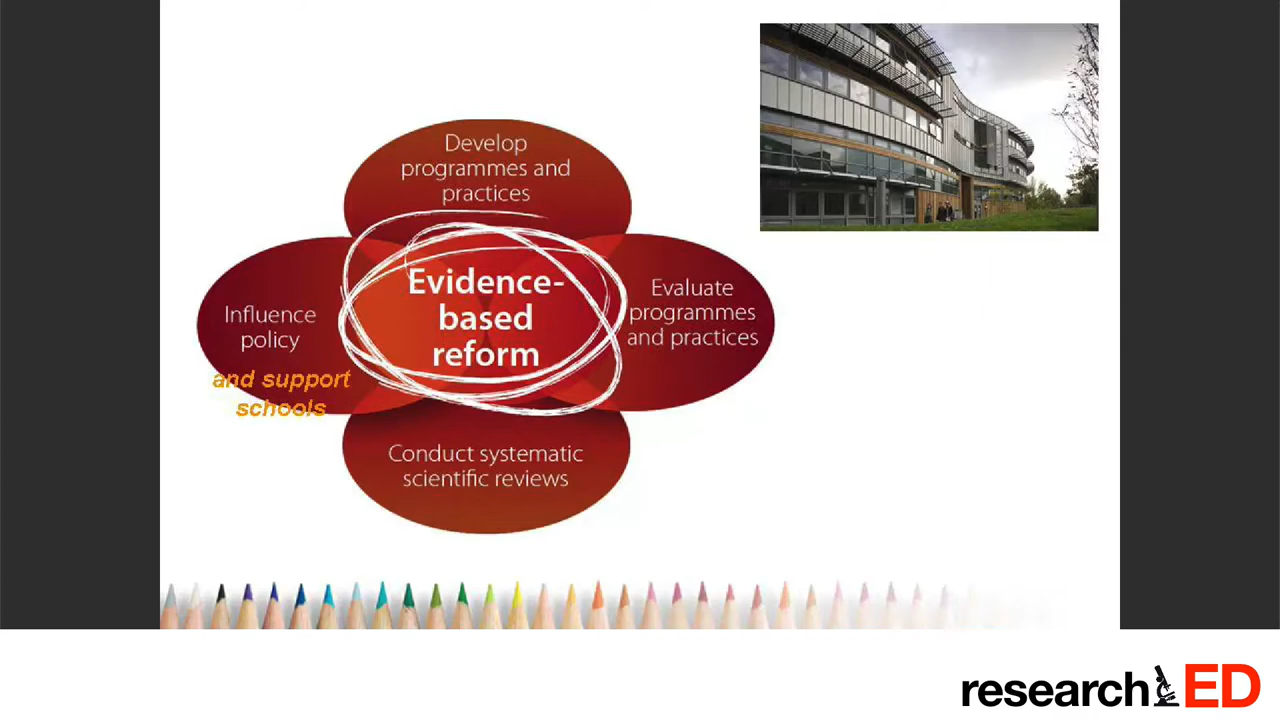 Develop
programmes and
practices
Evidence-
based
reform
Influence
policy
and support
schools
Evaluate
programmes
and practices
Conduct systematic
scientific reviews
researchED